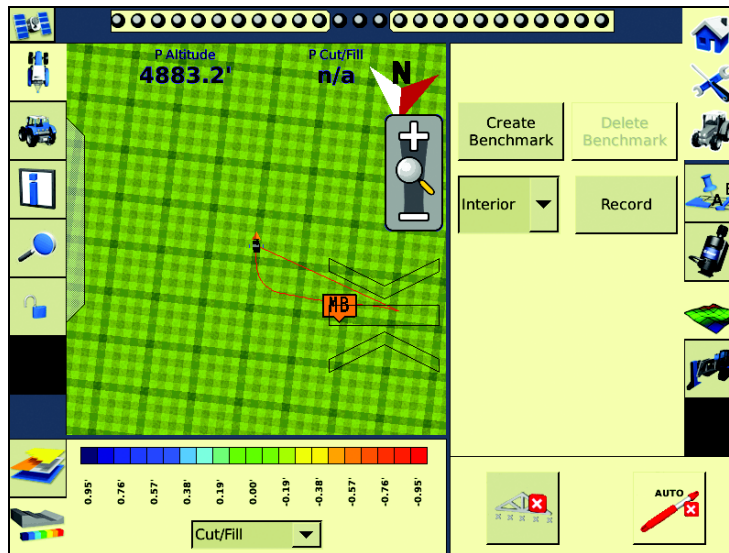 P Altitude
4883.2'
P Cut/Fill
n/a
N
MB
Create
Benchmark
Delete
Benchmark
Interior
Record
A
0.95'
0.76'
0.57'
0.38'
0.19'
0.00'
-0.19'
-0.38'
-0.57'
-0.76'
-0.95'
Cut/Fill
AUTO